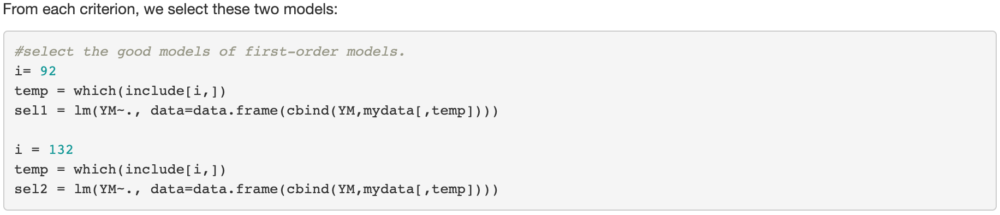 From each criterion, we select these two models:
#select the good models of first-order models.
i= 92
temp = which(include[i,])
sel1 = lm(YM~., data=data.frame(cbind(YM,mydata[,temp])))
i = 132
temp = which(include[i,])
sel2 = lm(YM~., data=data.frame(cbind(YM,mydata[,temp])))